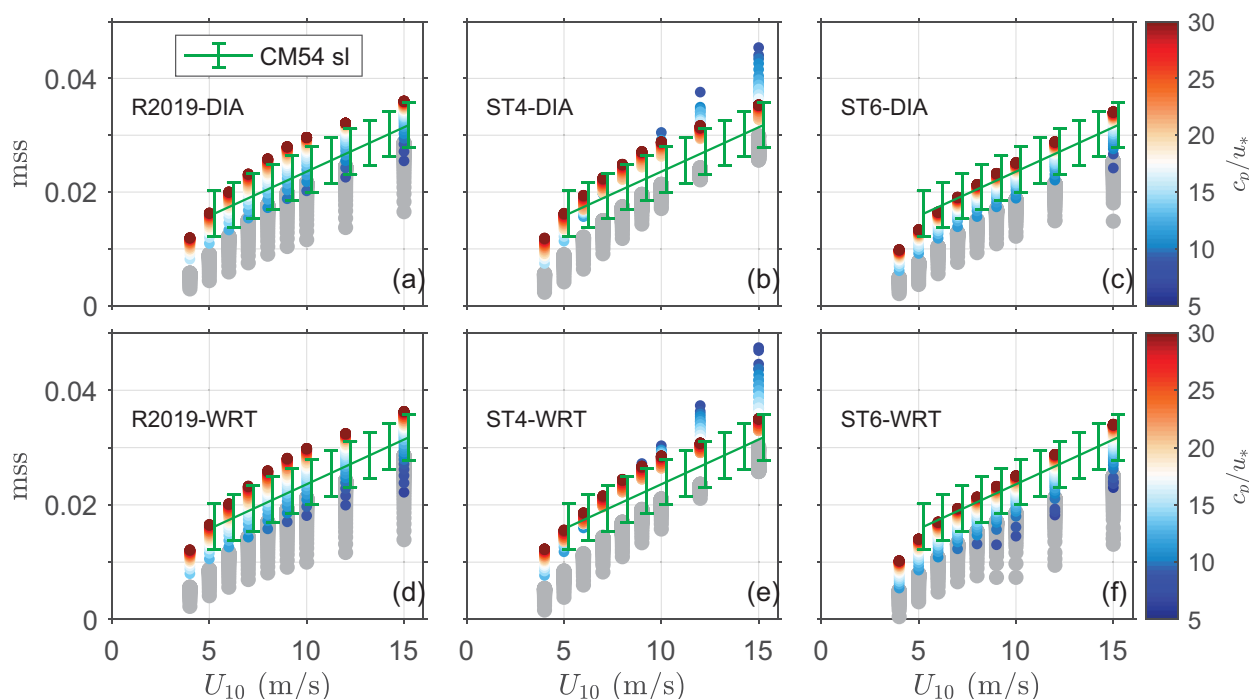 CM54 sl
mss
0.04
0.02
0
R2019-DIA
(a)
ST4-DIA
(b)
ST6-DIA
(c)
30
25
20
15
10
5
c_p/u_*
mss
0.04
0.02
0
R2019-WRT
(d)
ST4-WRT
(e)
ST6-WRT
(f)
30
25
20
15
10
5
c_p/u_*
0 5 10 15
0 5 10 15
0 5 10 15
U_10 (m/s)
U_10 (m/s)
U_10 (m/s)